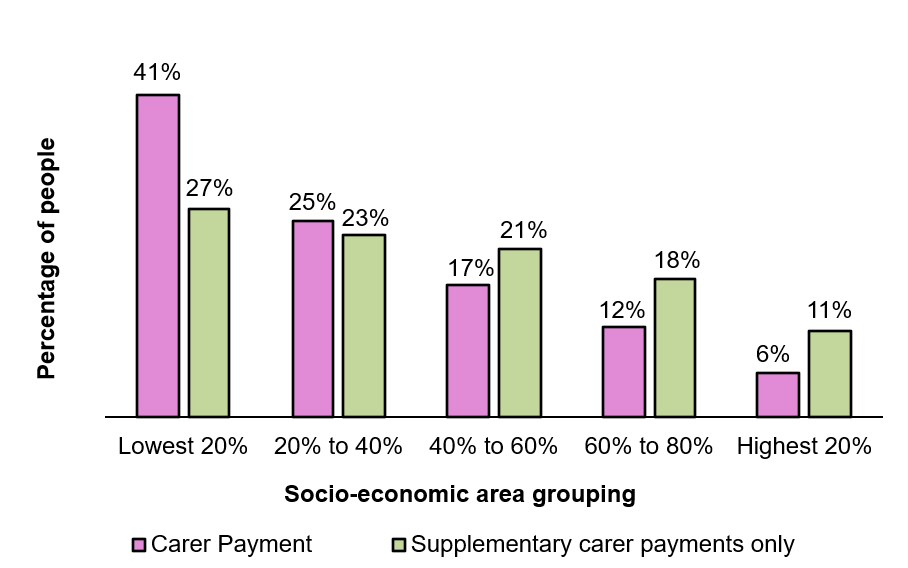 41%
27%
25%
23%
17%
21%
12%
18%
6%
11%
Percentage of people
Lowest 20%
20% to 40%
40% to 60%
60% to 80%
Highest 20%
Socio-economic area grouping
Carer Payment
Supplementary carer payments only